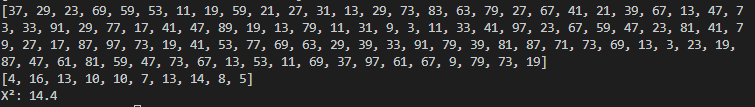 [37, 29, 23, 69, 59, 53, 11, 19, 59, 21, 27, 31, 13, 29, 73, 83, 63, 79, 27, 67, 41, 21, 39, 67, 13, 47, 7
3, 33, 91, 29, 77, 17, 41, 47, 89, 19, 13, 79, 11, 31, 9, 3, 11, 33, 41, 97, 23, 67, 59, 47, 23, 81, 41, 7
9, 27, 17, 87, 97, 73, 19, 41, 53, 77, 69, 63, 29, 39, 33, 91, 79, 39, 81, 87, 71, 73, 69, 13, 3, 23, 19,
87, 47, 61, 81, 59, 47, 73, 67, 13, 53, 11, 69, 37, 97, 61, 67, 9, 79, 73, 19]
[4, 16, 13, 10, 10, 7, 13, 14, 8, 5]
X²: 14.4